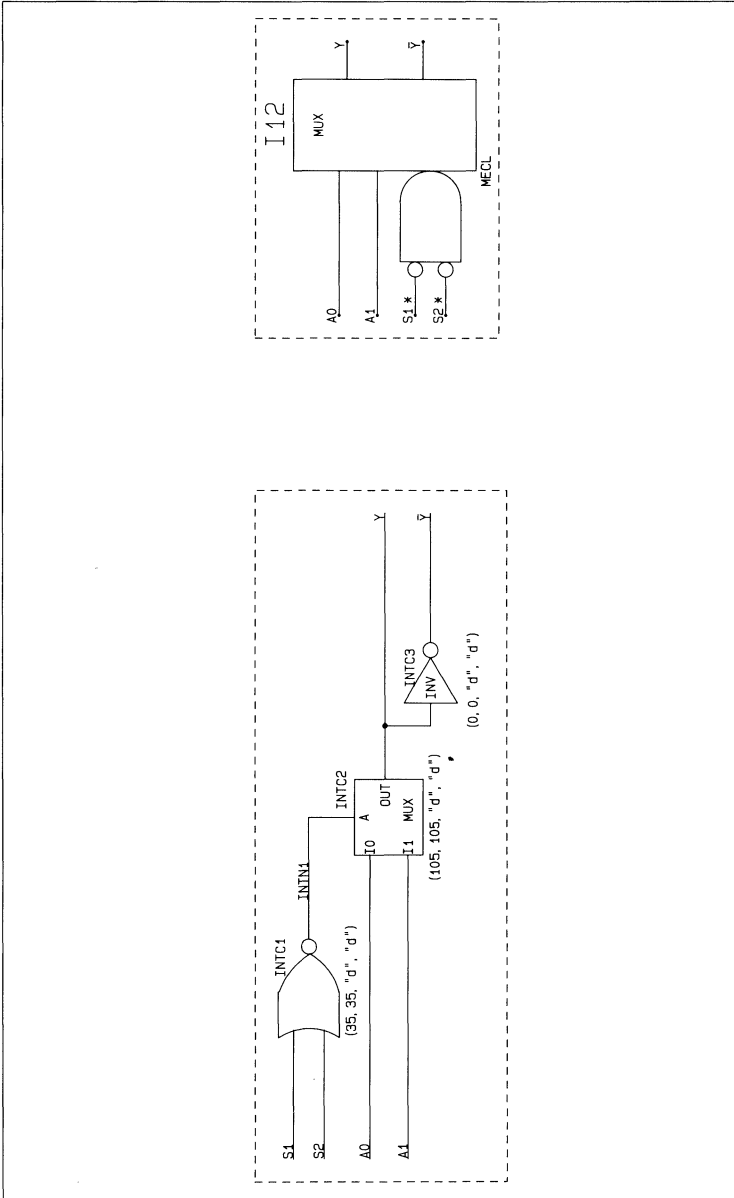 I12
MUX
A0
A1
S1*
S2*
Y
Y̅
MECL
S1
S2
A0
A1
INTC1
(35, 35, "d", "d")
INTN1
INTC2
A
I0
OUT
I1
MUX
(105, 105, "d", "d")
INTC3
INV
(0, 0, "d", "d")
Y
Y̅